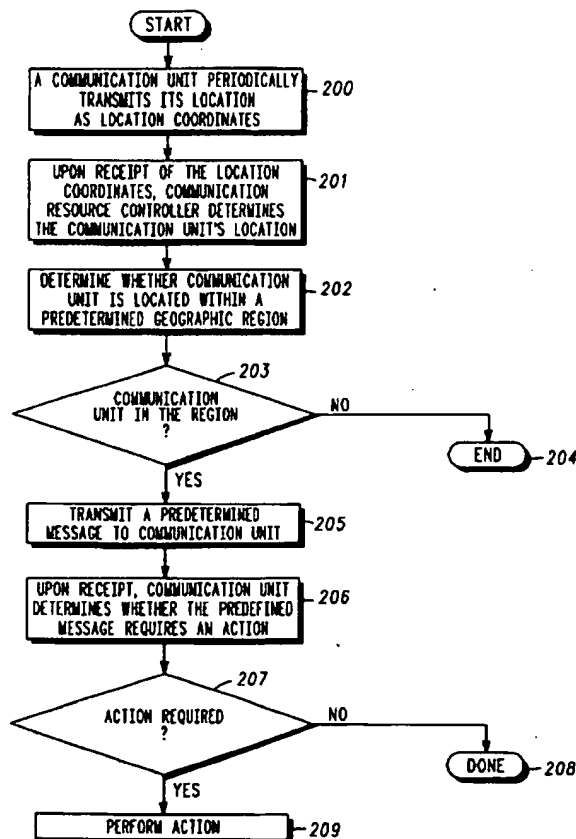 START
A COMMUNICATION UNIT PERIODICALLY
TRANSMITS ITS LOCATION
AS LOCATION COORDINATES
200
UPON RECEIPT OF THE LOCATION
COORDINATES, COMMUNICATION
RESOURCE CONTROLLER DETERMINES
THE COMMUNICATION UNIT'S LOCATION
201
DETERMINE WHETHER COMMUNICATION
UNIT IS LOCATED WITHIN A
PREDETERMINED GEOGRAPHIC REGION
202
203
COMMUNICATION
UNIT IN THE REGION
?
NO
END
204
YES
TRANSMIT A PREDETERMINED
MESSAGE TO COMMUNICATION UNIT
205
UPON RECEIPT, COMMUNICATION UNIT
DETERMINES WHETHER THE PREDEFINED
MESSAGE REQUIRES AN ACTION
206
207
ACTION REQUIRED
?
NO
DONE
208
YES
PERFORM ACTION
209